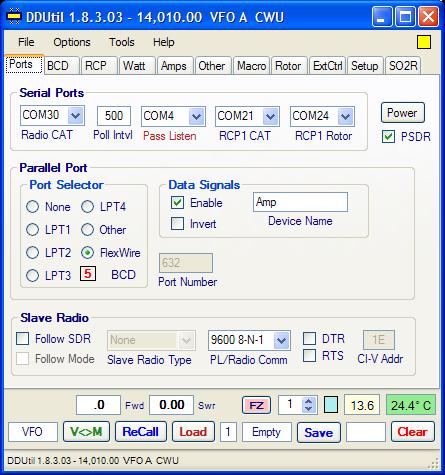 DDUtil 1.8.3.03 - 14,010.00 VFO A CWU
File Options Tools Help
Ports BCD RCP Watt Amps Other Macro Rotor ExtCtrl Setup SO2R
Serial Ports
COM30 500 COM4 COM21 COM24 Power
Radio CAT Poll Intvl Pass Listen RCP1 CAT RCP1 Rotor PSDR
Parallel Port
Port Selector Data Signals
None LPT4 Enable Amp
LPT1 Other Invert Device Name
LPT2 FlexWire 632
LPT3 5 BCD Port Number
Slave Radio
Follow SDR None 9600 8-N-1 DTR 1E
Follow Mode Slave Radio Type PL/Radio Comm RTS CI-V Addr
.0 Fwd 0.00 Swr FZ 1 13.6 24.4° C
VFO V<>M ReCall Load 1 Empty Save Clear
DDUtil 1.8.3.03 - 14,010.00 VFO A CWU